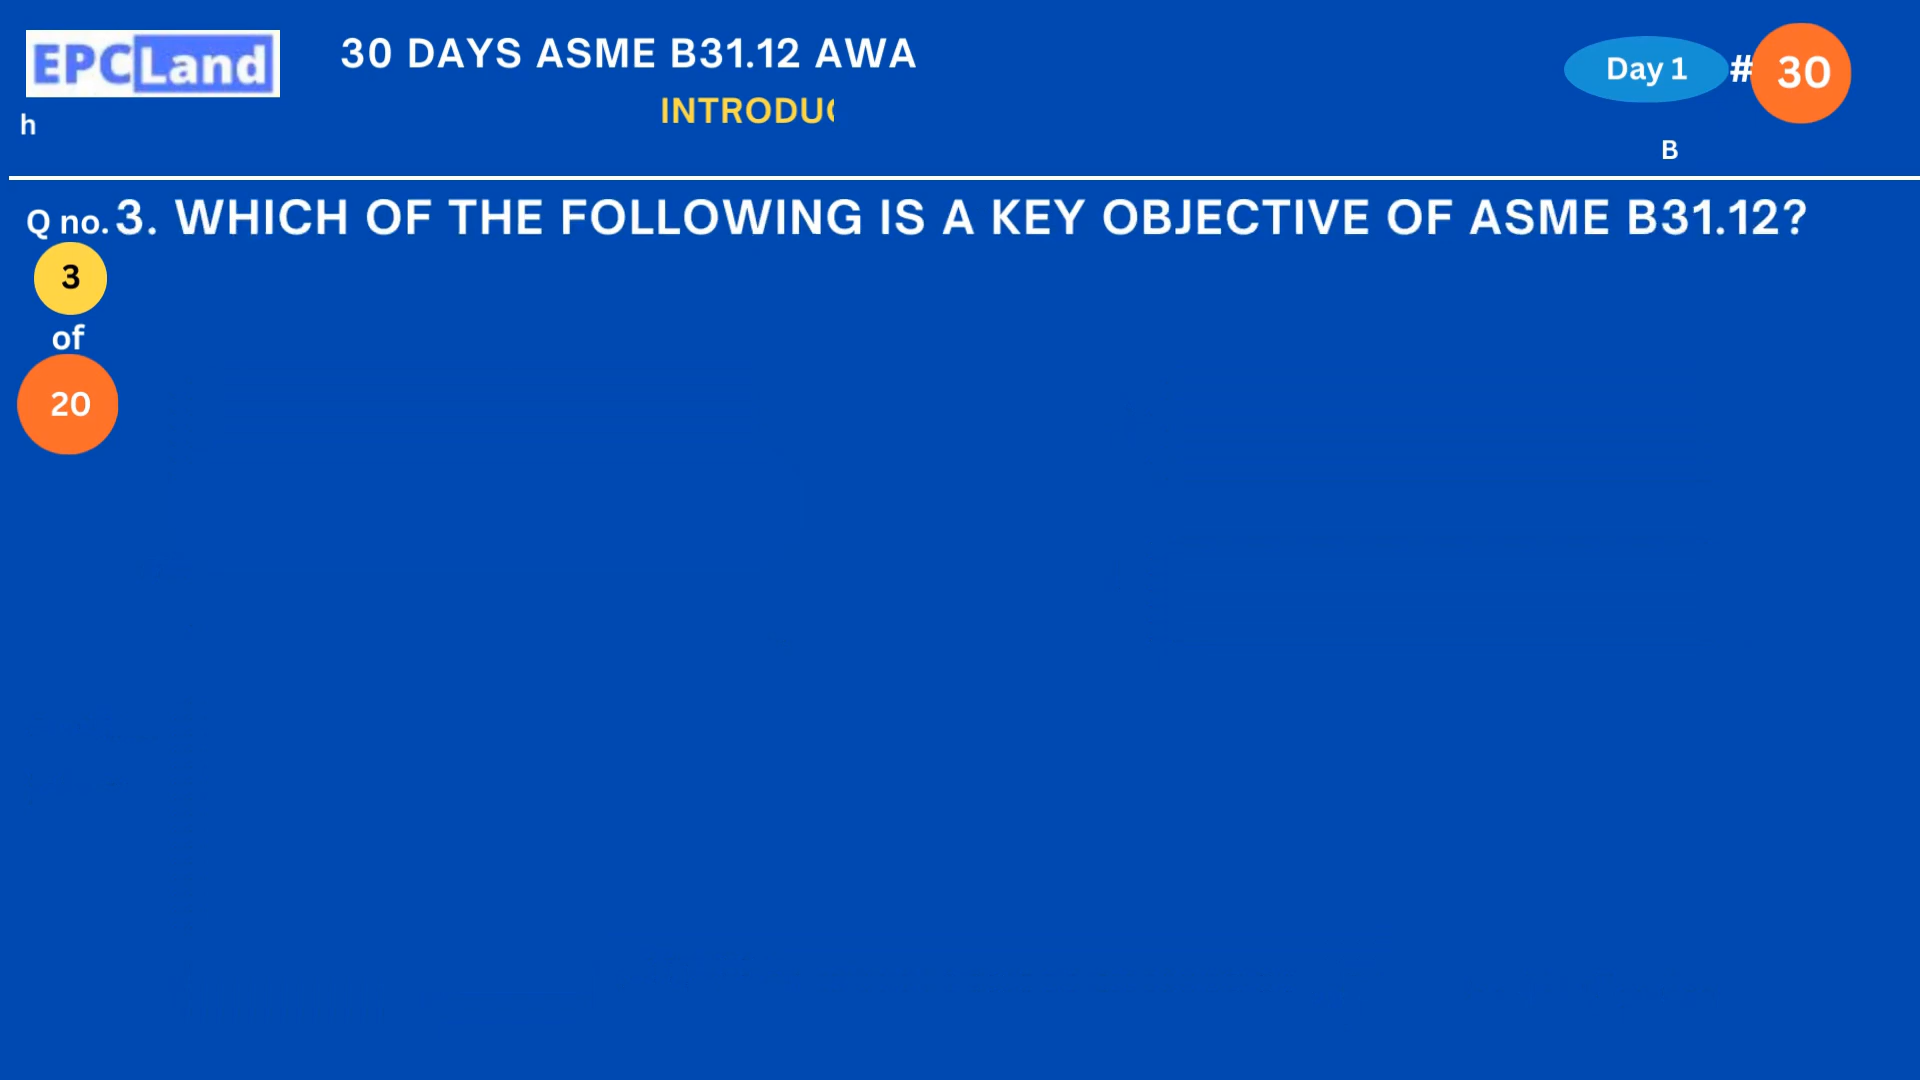 EPCLand
30 DAYS ASME B31.12 AWA
Day 1 # 30
INTRODU
h
B
Q no. 3. WHICH OF THE FOLLOWING IS A KEY OBJECTIVE OF ASME B31.12?
3
of
20